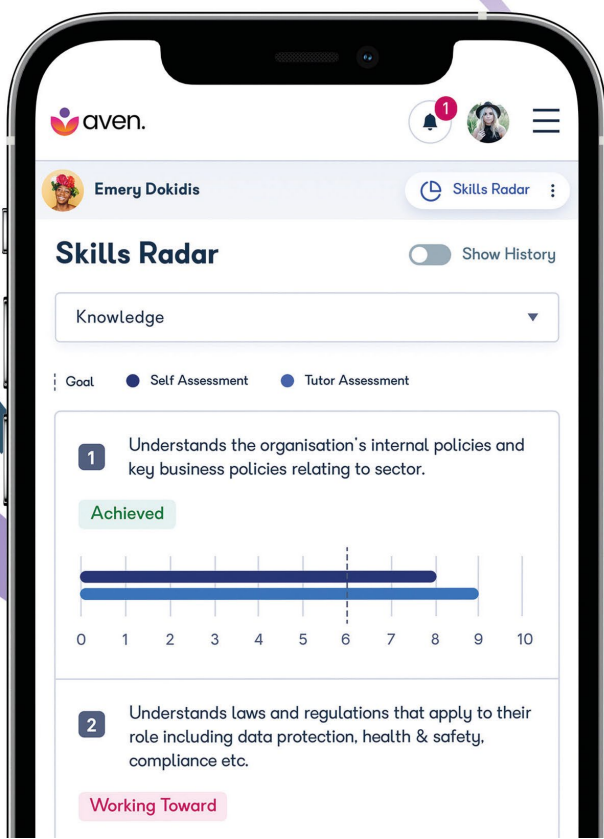 aven.
1
Emery Dokidis
Skills Radar
Skills Radar
Show History
Knowledge
Goal
Self Assessment
Tutor Assessment
1
Understands the organisation's internal policies and
key business policies relating to sector.
Achieved
0 1 2 3 4 5 6 7 8 9 10
2
Understands laws and regulations that apply to their
role including data protection, health & safety,
compliance etc.
Working Toward